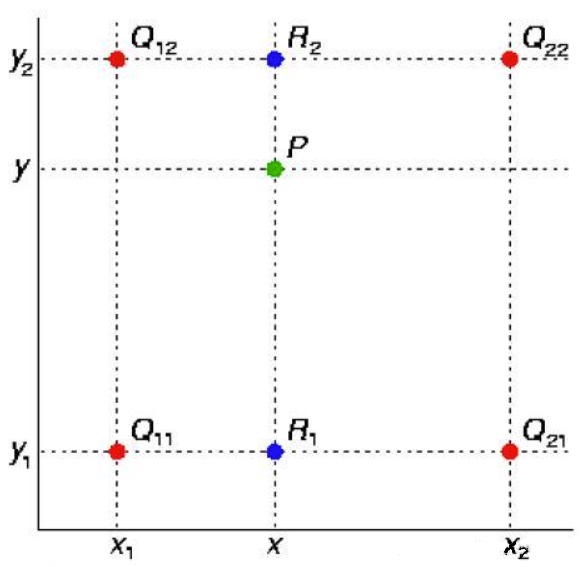 y₂ Q₁₂ R₂ Q₂₂
y P
y₁ Q₁₁ R₁ Q₂₁
x₁ x x₂